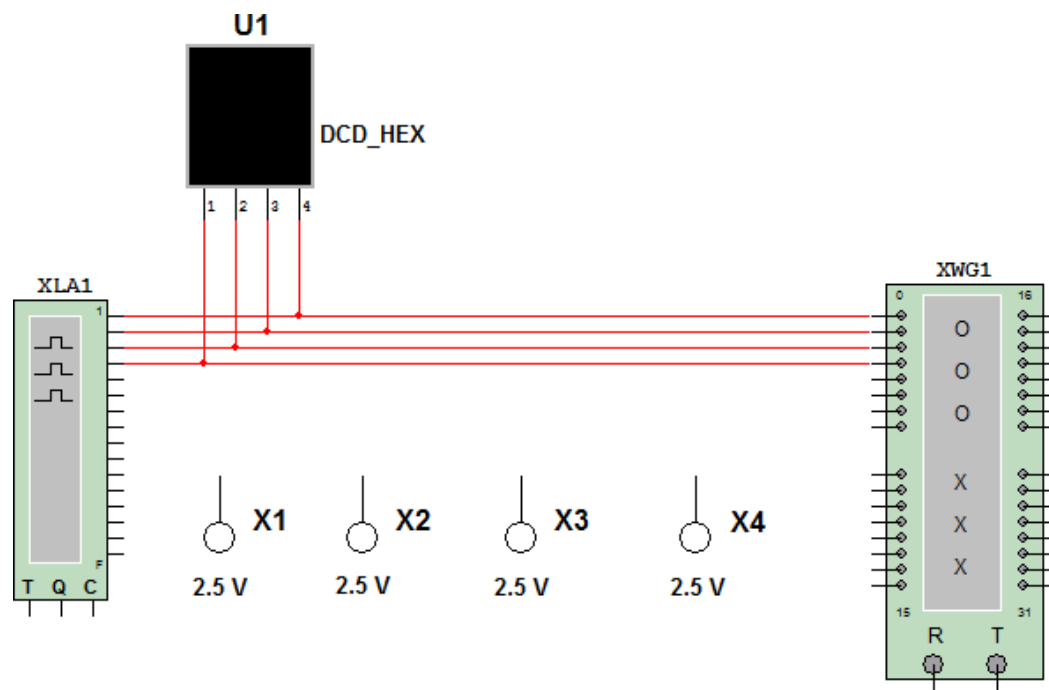 U1
DCD_HEX
1 2 3 4
XLA1
1
F
T Q C
XWG1
0 16
O
O
O
X
X
X
15 31
R T
X1 X2 X3 X4
2.5 V 2.5 V 2.5 V 2.5 V